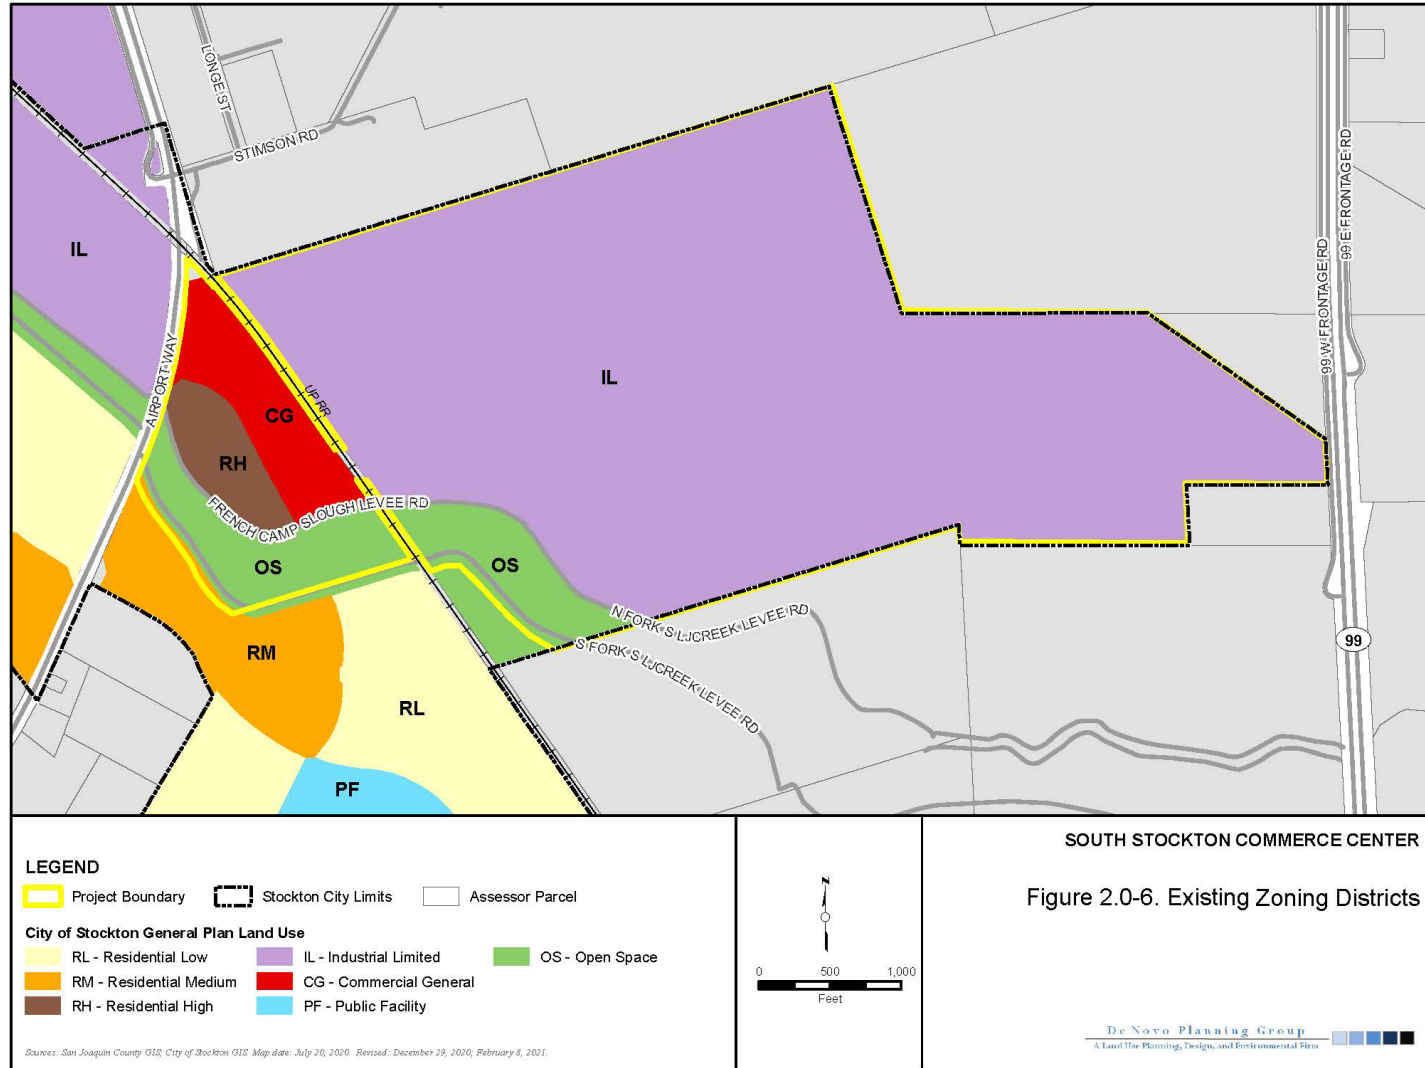 LONGE ST
STIMSON RD
99 E FRONTAGE RD
99 W FRONTAGE RD
IL
AIRPORT WAY
UP RR
IL
CG
RH
FRENCH CAMP SLOUGH LEVEE RD
OS
OS
N FORK S LJCREEK LEVEE RD
S FORK S LJCREEK LEVEE RD
99
RM
RL
PF
LEGEND
Project Boundary
Stockton City Limits
Assessor Parcel
City of Stockton General Plan Land Use
RL - Residential Low
IL - Industrial Limited
OS - Open Space
RM - Residential Medium
CG - Commercial General
RH - Residential High
PF - Public Facility
Sources: San Joaquin County GIS; City of Stockton GIS. Map date: July 20, 2020. Revised: December 29, 2020; February 8, 2021.
N
0 500 1,000
Feet
SOUTH STOCKTON COMMERCE CENTER
Figure 2.0-6. Existing Zoning Districts
De Novo Planning Group
A Land Use Planning, Design, and Environmental Firm